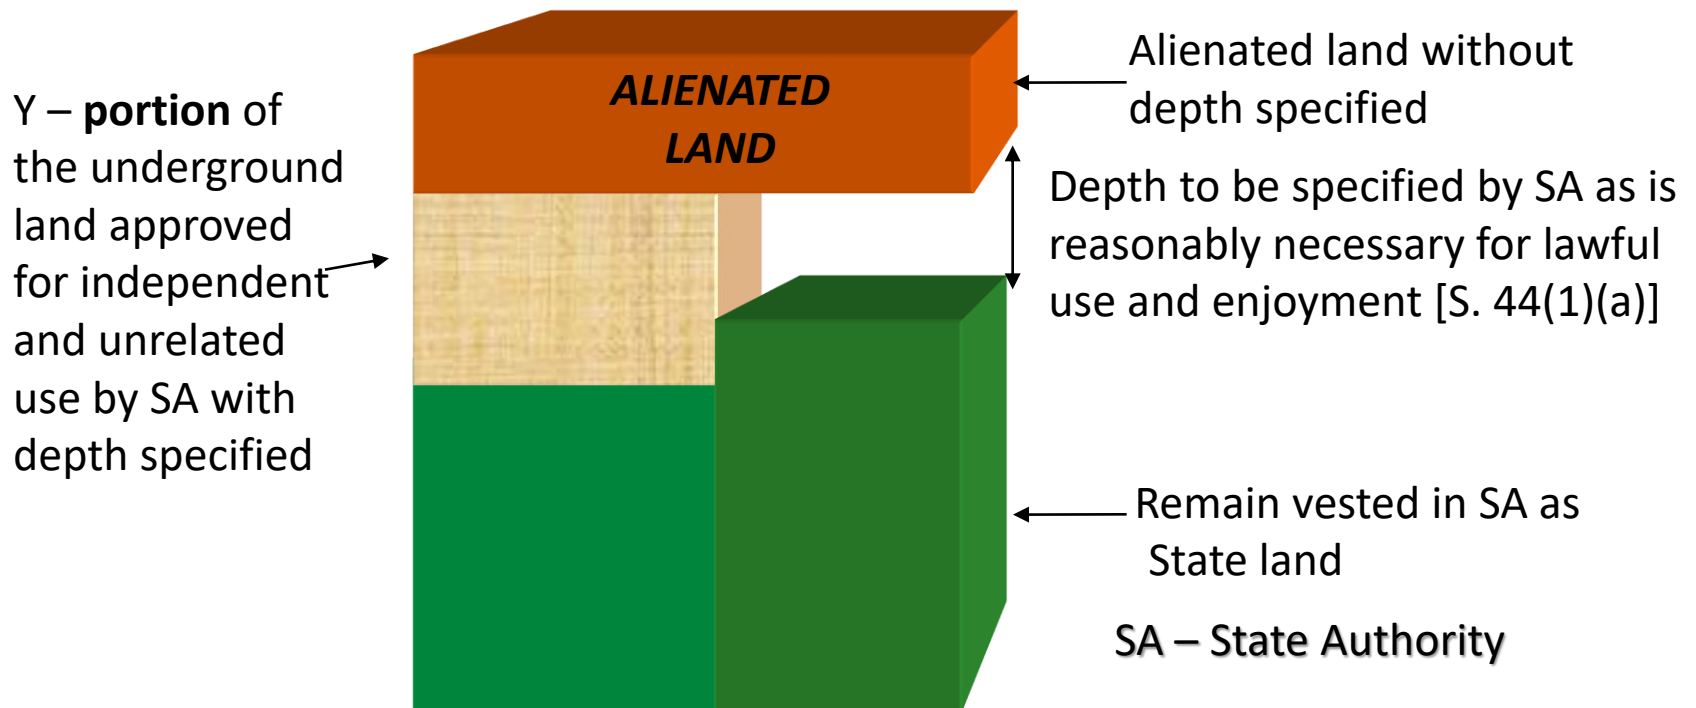 Y – portion of
the underground
land approved
for independent
and unrelated
use by SA with
depth specified
ALIENATED
LAND
Alienated land without
depth specified
Depth to be specified by SA as is
reasonably necessary for lawful
use and enjoyment [S. 44(1)(a)]
Remain vested in SA as
State land
SA – State Authority